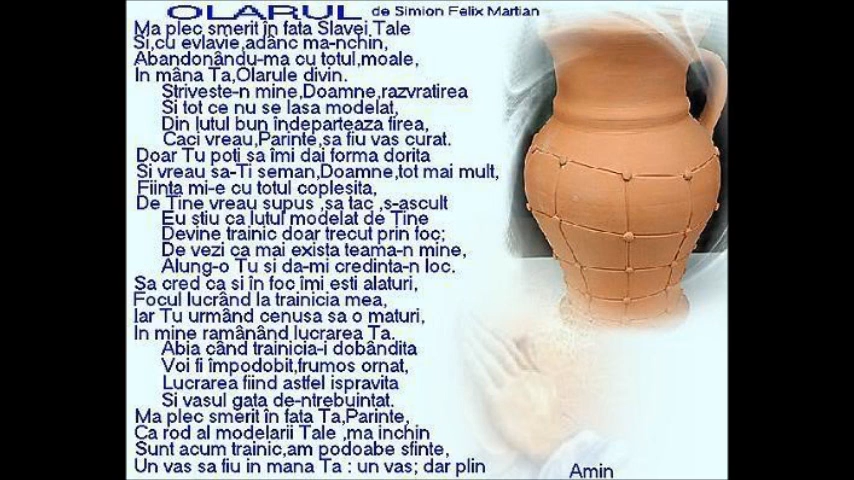 OLARUL de Simion Felix Martian
Ma plec smerit în fata Slavei Tale
Si,cu evlavie,adânc ma-nchin,
Abandonându-ma cu totul,moale,
In mâna Ta,Olarule divin.
Striveste-n mine,Doamne,razvratirea
Si tot ce nu se lasa modelat,
Din lutul bun îndeparteaza firea,
Caci vreau,Parinte,sa fiu vas curat.
Doar Tu poti sa îmi dai forma dorita
Si vreau sa-Ti seman,Doamne,tot mai mult,
Fiinta mi-e cu totul coplesita,
De Tine vreau supus ,sa tac ,s-ascult
Eu stiu ca lutul modelat de Tine
Devine trainic doar trecut prin foc;
De vezi ca mai exista teama-n mine,
Alung-o Tu si da-mi credinta-n loc.
Sa cred ca si în foc îmi esti alaturi,
Focul lucrând la trainicia mea,
Iar Tu urmând cenusa sa o maturi,
In mine ramânând lucrarea Ta.
Abia când trainicia-i dobândita
Voi fi împodobit,frumos ornat,
Lucrarea fiind astfel ispravita
Si vasul gata de-ntrebuintat.
Ma plec smerit în fata Ta,Parinte,
Ca rod al modelarii Tale ,ma inchin
Sunt acum trainic,am podoabe sfinte,
Un vas sa fiu in mana Ta : un vas; dar plin
Amin